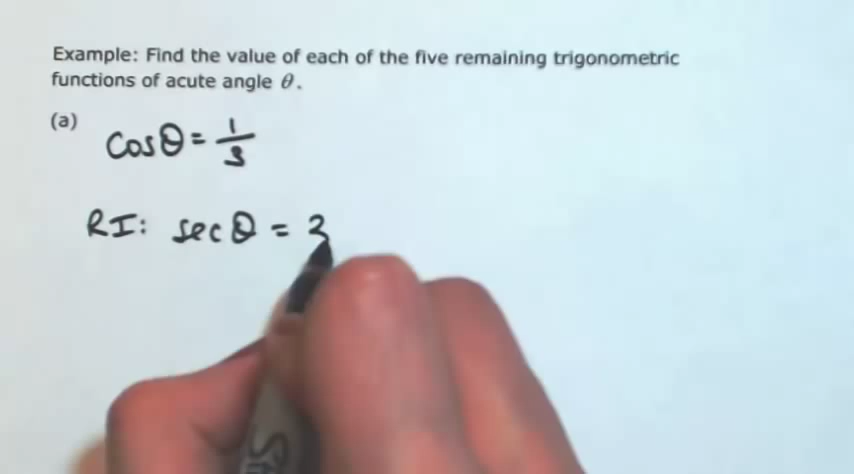 Example: Find the value of each of the five remaining trigonometric
functions of acute angle θ.
(a) cosθ = 1/3
RI: sec θ = 3